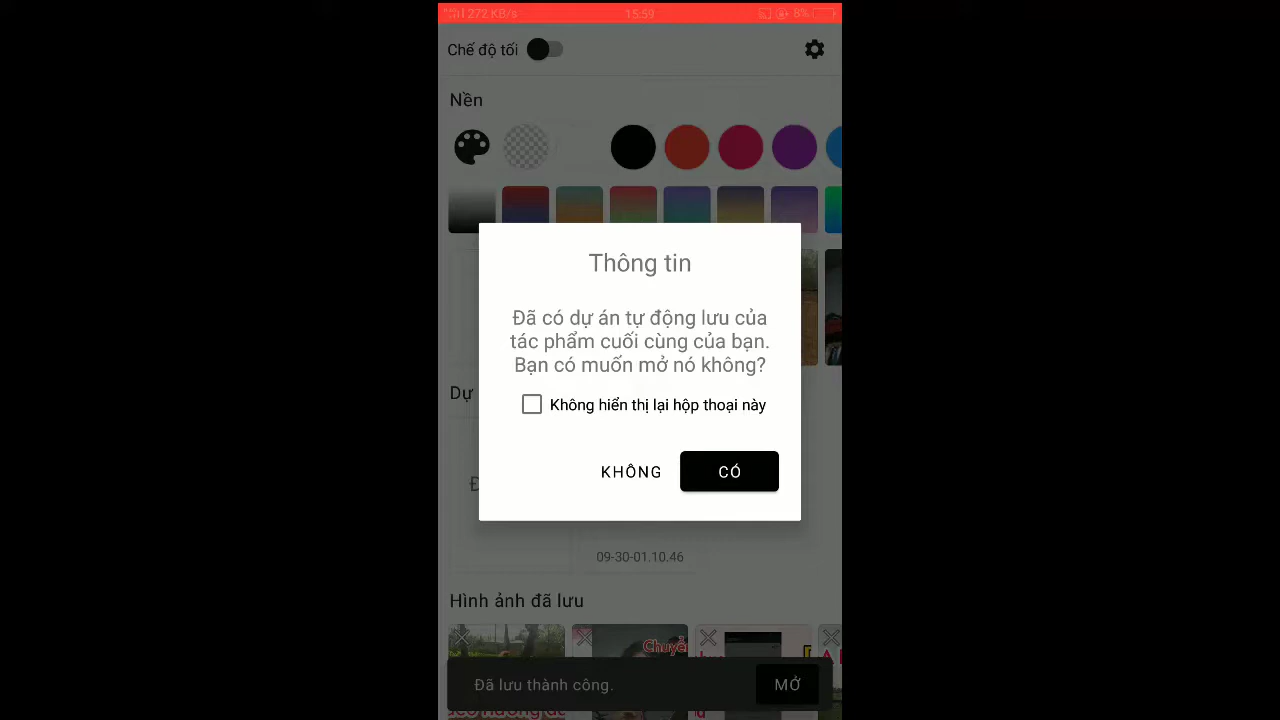 272 KB/s 15:59 8%
Chế độ tối
Nền
Thông tin
Đã có dự án tự động lưu của
tác phẩm cuối cùng của bạn.
Bạn có muốn mở nó không?
Dự
Không hiển thị lại hộp thoại này
KHÔNG CÓ
09-30-01.10.46
Hình ảnh đã lưu
Chuyển
Đã lưu thành công. MỞ